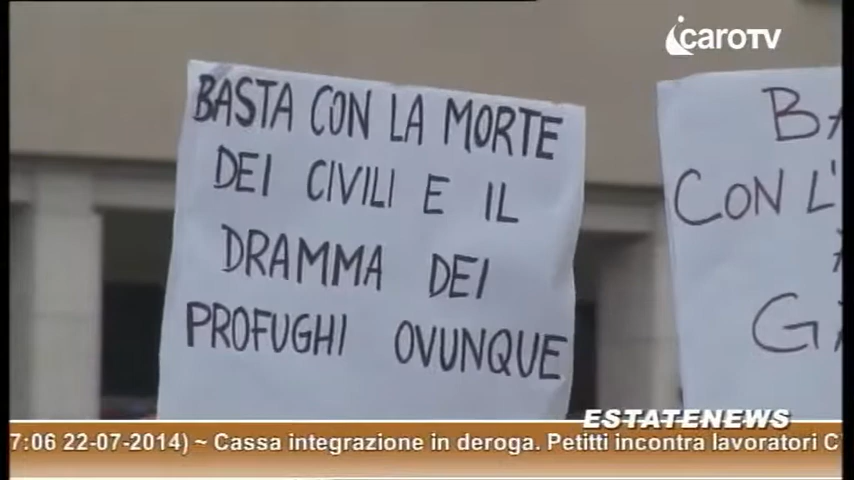 icaroTV
BASTA CON LA MORTE
DEI CIVILI E IL
DRAMMA DEI
PROFUGHI OVUNQUE
CON L'
ESTATENEWS
7:06 22-07-2014) ~ Cassa integrazione in deroga. Petitti incontra lavoratori C